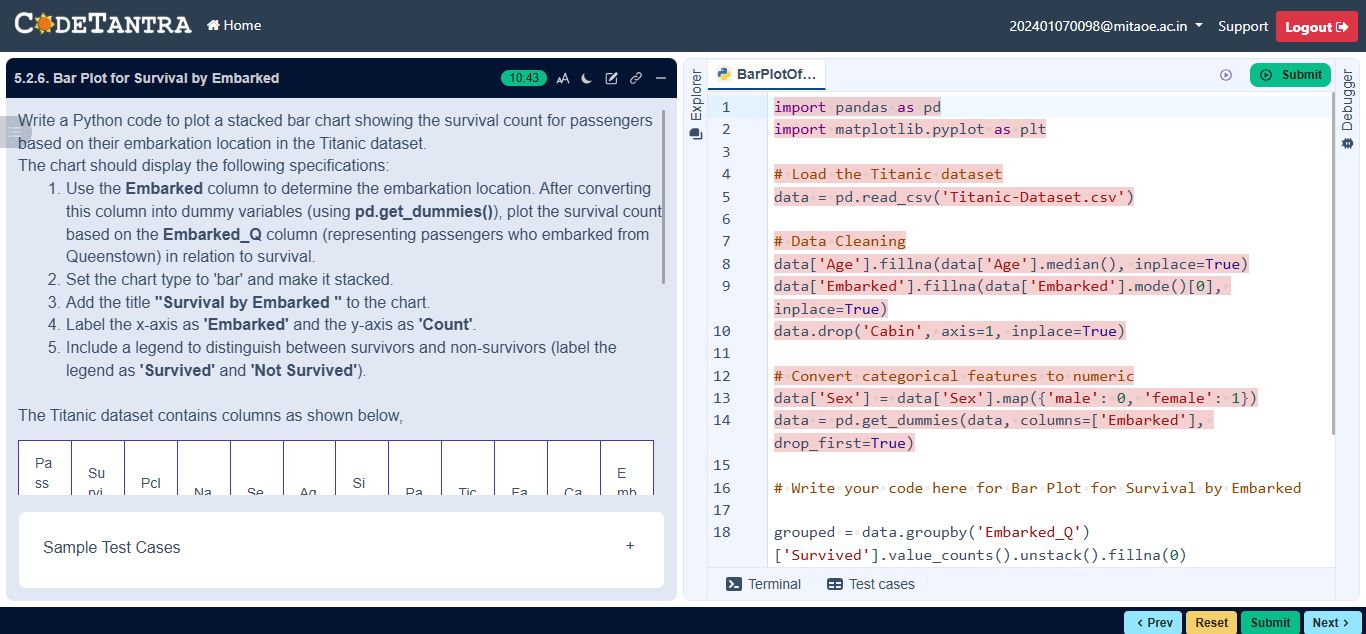 CODETANTRA
Home
202401070098@mitaoe.ac.in
Support
Logout
5.2.6. Bar Plot for Survival by Embarked
10:43
Write a Python code to plot a stacked bar chart showing the survival count for passengers
based on their embarkation location in the Titanic dataset.
The chart should display the following specifications:
1. Use the Embarked column to determine the embarkation location. After converting
this column into dummy variables (using pd.get_dummies()), plot the survival count
based on the Embarked_Q column (representing passengers who embarked from
Queenstown) in relation to survival.
2. Set the chart type to 'bar' and make it stacked.
3. Add the title "Survival by Embarked " to the chart.
4. Label the x-axis as 'Embarked' and the y-axis as 'Count'.
5. Include a legend to distinguish between survivors and non-survivors (label the
legend as 'Survived' and 'Not Survived').
The Titanic dataset contains columns as shown below,
Pa
ss
Su
rvi
Pcl
Na
Se
Ag
Si
Pa
Tic
Fa
Ca
E
mb
Sample Test Cases
+
Explorer
BarPlotOf...
Submit
Debugger
1 import pandas as pd
2 import matplotlib.pyplot as plt
3
4 # Load the Titanic dataset
5 data = pd.read_csv('Titanic-Dataset.csv')
6
7 # Data Cleaning
8 data['Age'].fillna(data['Age'].median(), inplace=True)
9 data['Embarked'].fillna(data['Embarked'].mode()[0],
inplace=True)
10 data.drop('Cabin', axis=1, inplace=True)
11
12 # Convert categorical features to numeric
13 data['Sex'] = data['Sex'].map({'male': 0, 'female': 1})
14 data = pd.get_dummies(data, columns=['Embarked'],
drop_first=True)
15
16 # Write your code here for Bar Plot for Survival by Embarked
17
18 grouped = data.groupby('Embarked_Q')
['Survived'].value_counts().unstack().fillna(0)
Terminal
Test cases
< Prev
Reset
Submit
Next >